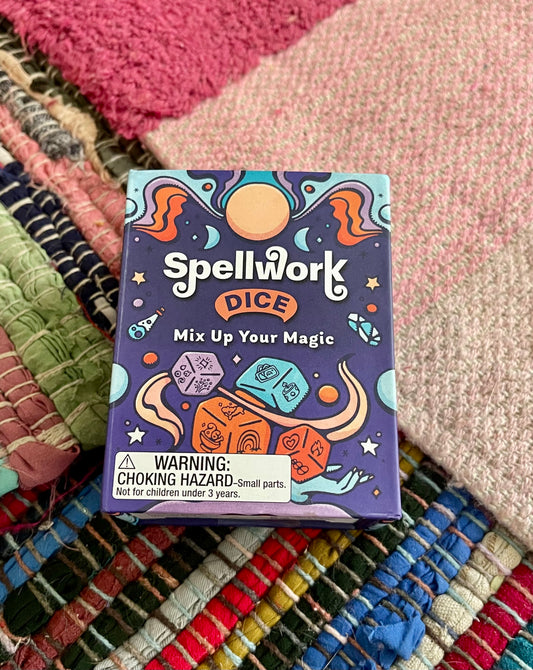 Spellwork
DICE
Mix Up Your Magic
WARNING:
CHOKING HAZARD-Small parts.
Not for children under 3 years.